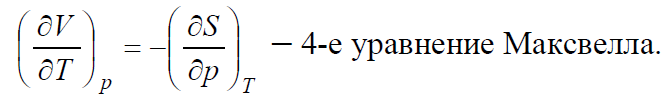 (∂V/∂T)_p = −(∂S/∂p)_T − 4-е уравнение Максвелла.